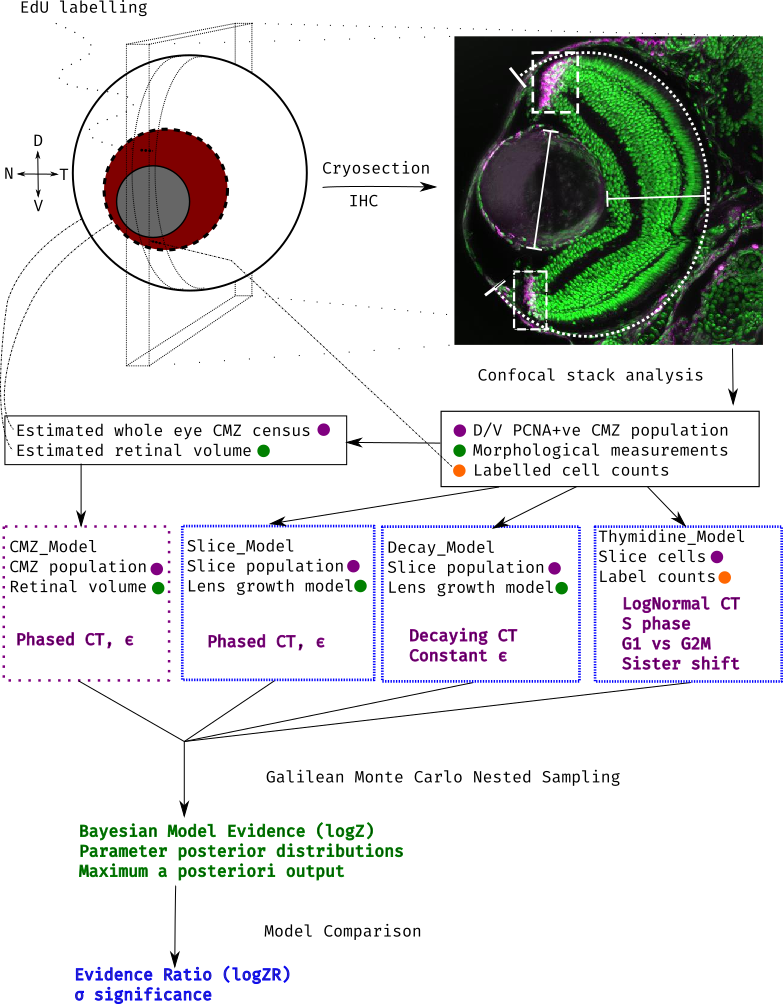 EdU labelling
D
N
T
V
Cryosection
IHC
Confocal stack analysis
Estimated whole eye CMZ census
Estimated retinal volume
D/V PCNA+ve CMZ population
Morphological measurements
Labelled cell counts
CMZ_Model
CMZ population
Retinal volume
Phased CT, ϵ
Slice_Model
Slice population
Lens growth model
Phased CT, ϵ
Decay_Model
Slice population
Lens growth model
Decaying CT
Constant ϵ
Thymidine_Model
Slice cells
Label counts
LogNormal CT
S phase
G1 vs G2M
Sister shift
Galilean Monte Carlo Nested Sampling
Bayesian Model Evidence (logZ)
Parameter posterior distributions
Maximum a posteriori output
Model Comparison
Evidence Ratio (logZR)
σ significance